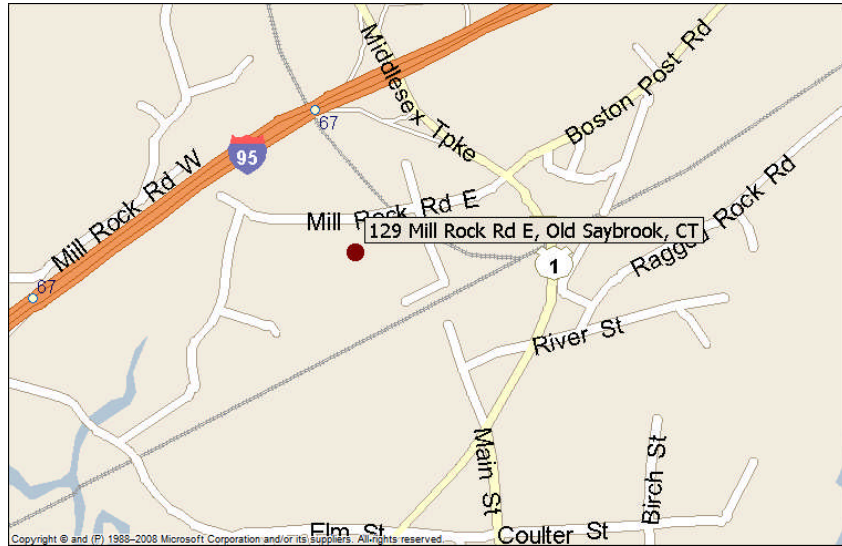 Middlesex Tpke
Boston Post Rd
67
95
Mill Rock Rd W
Mill Rock Rd E
129 Mill Rock Rd E, Old Saybrook, CT
Ragged Rock Rd
1
67
River St
Main St
Birch St
Elm St
Coulter St
Copyright © and (P) 1988–2008 Microsoft Corporation and/or its suppliers. All rights reserved.